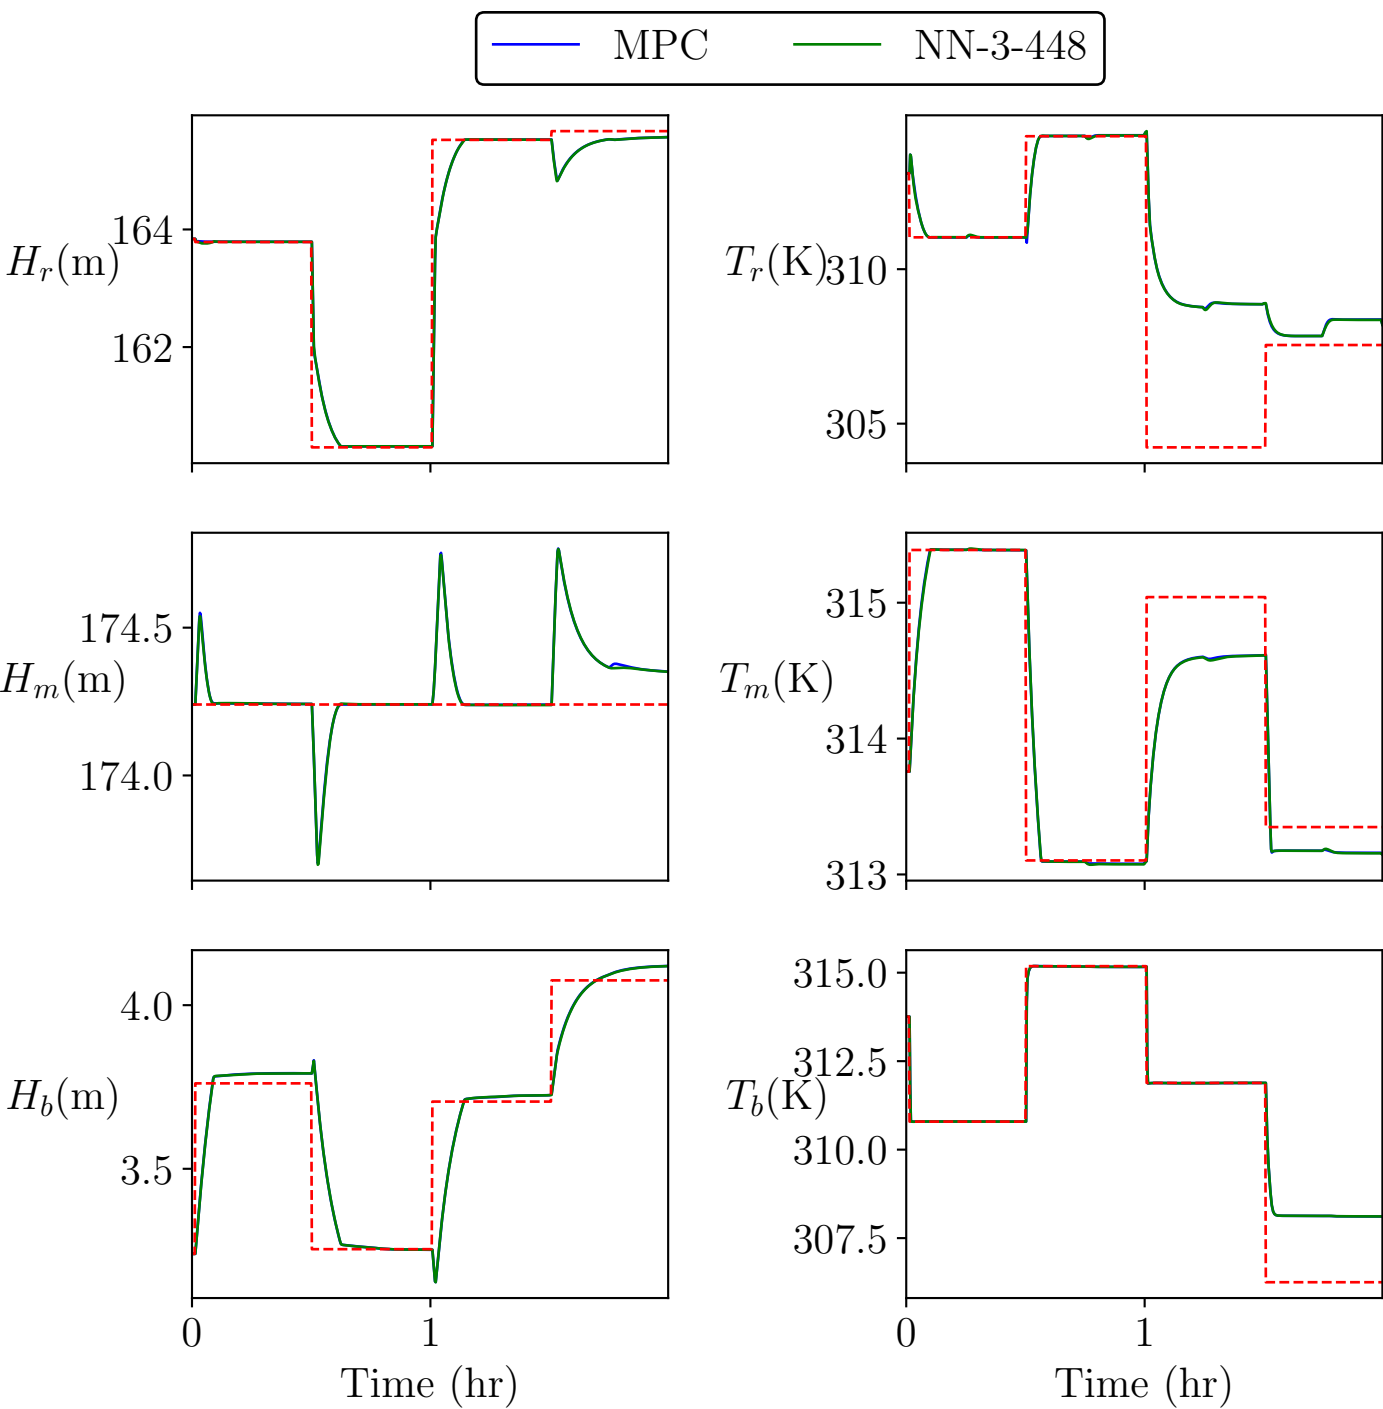 MPC NN-3-448
164
H_r(m)
162
T_r(K)
310
305
174.5
H_m(m)
174.0
315
T_m(K)
314
313
4.0
H_b(m)
3.5
315.0
312.5
T_b(K)
310.0
307.5
0 1
0 1
Time (hr)
Time (hr)